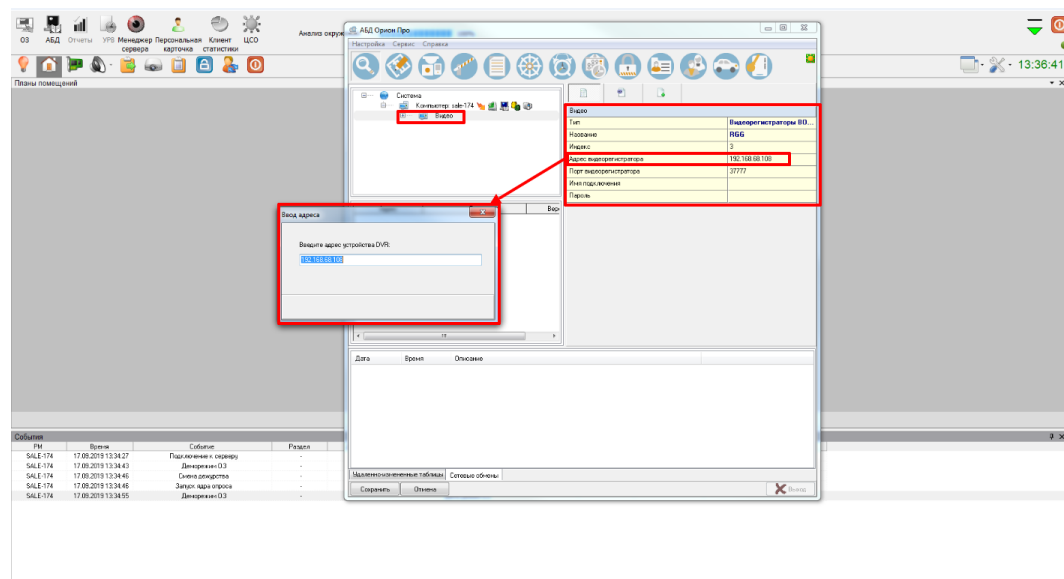 ОЗ АБД Отчеты УРВ Менеджер сервера Персональная карточка Клиент статистики ЦСО
Анализ окруж
13:36:41
Планы помещений
АБД Орион Про
Настройка Сервис Справка
Система
Компьютер: sale-174
Видео
Видео
Тип Видеорегистраторы BO...
Название RGG
Индекс 3
Адрес видеорегистратора 192.168.68.108
Порт видеорегистратора 37777
Имя подключения
Пароль
Верс
Ввод адреса
Введите адрес устройства DVR:
192.168.68.108
Дата Время Описание
Удаленно-измененные таблицы Сетевые обмены
Сохранить Отмена Выход
События
РМ Время Событие Раздел
SALE-174 17.09.2019 13:34:27 Подключение к серверу -
SALE-174 17.09.2019 13:34:43 Деморежим ОЗ -
SALE-174 17.09.2019 13:34:46 Смена дежурства -
SALE-174 17.09.2019 13:34:46 Запуск ядра опроса -
SALE-174 17.09.2019 13:34:55 Деморежим ОЗ -